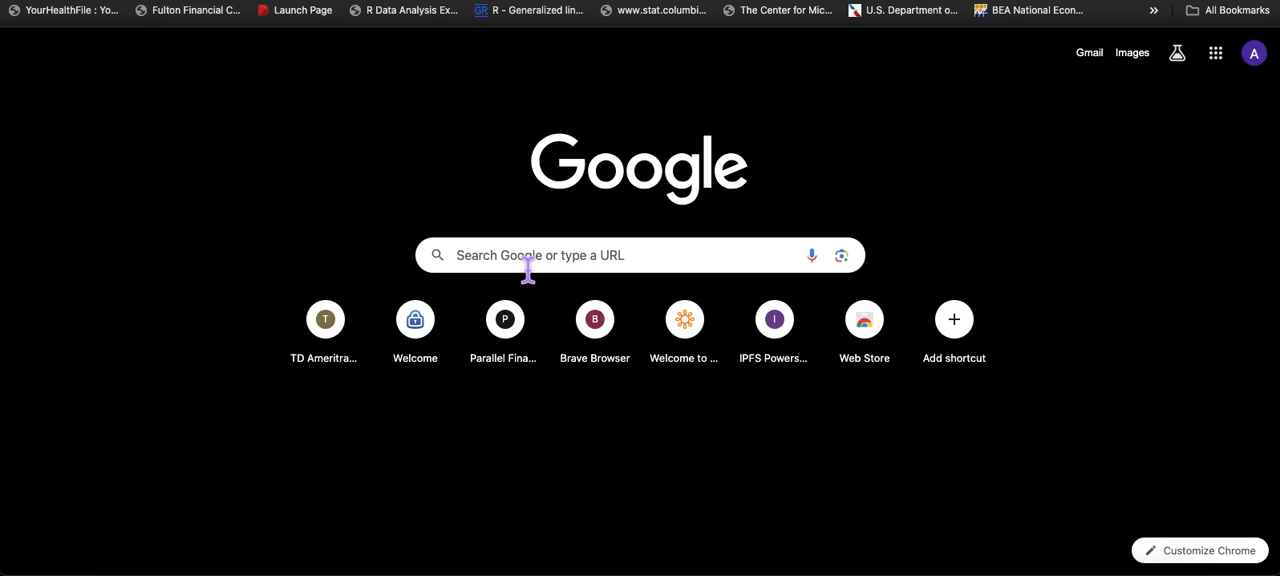 YourHealthFile : Yo... Fulton Financial C... Launch Page R Data Analysis Ex... GR R - Generalized lin... www.stat.columbi... The Center for Mic... U.S. Department o... BEA National Econ... » All Bookmarks
Gmail Images A
Google
Search Google or type a URL
T P B I
TD Ameritra... Welcome Parallel Fina... Brave Browser Welcome to ... IPFS Powers... Web Store Add shortcut
Customize Chrome